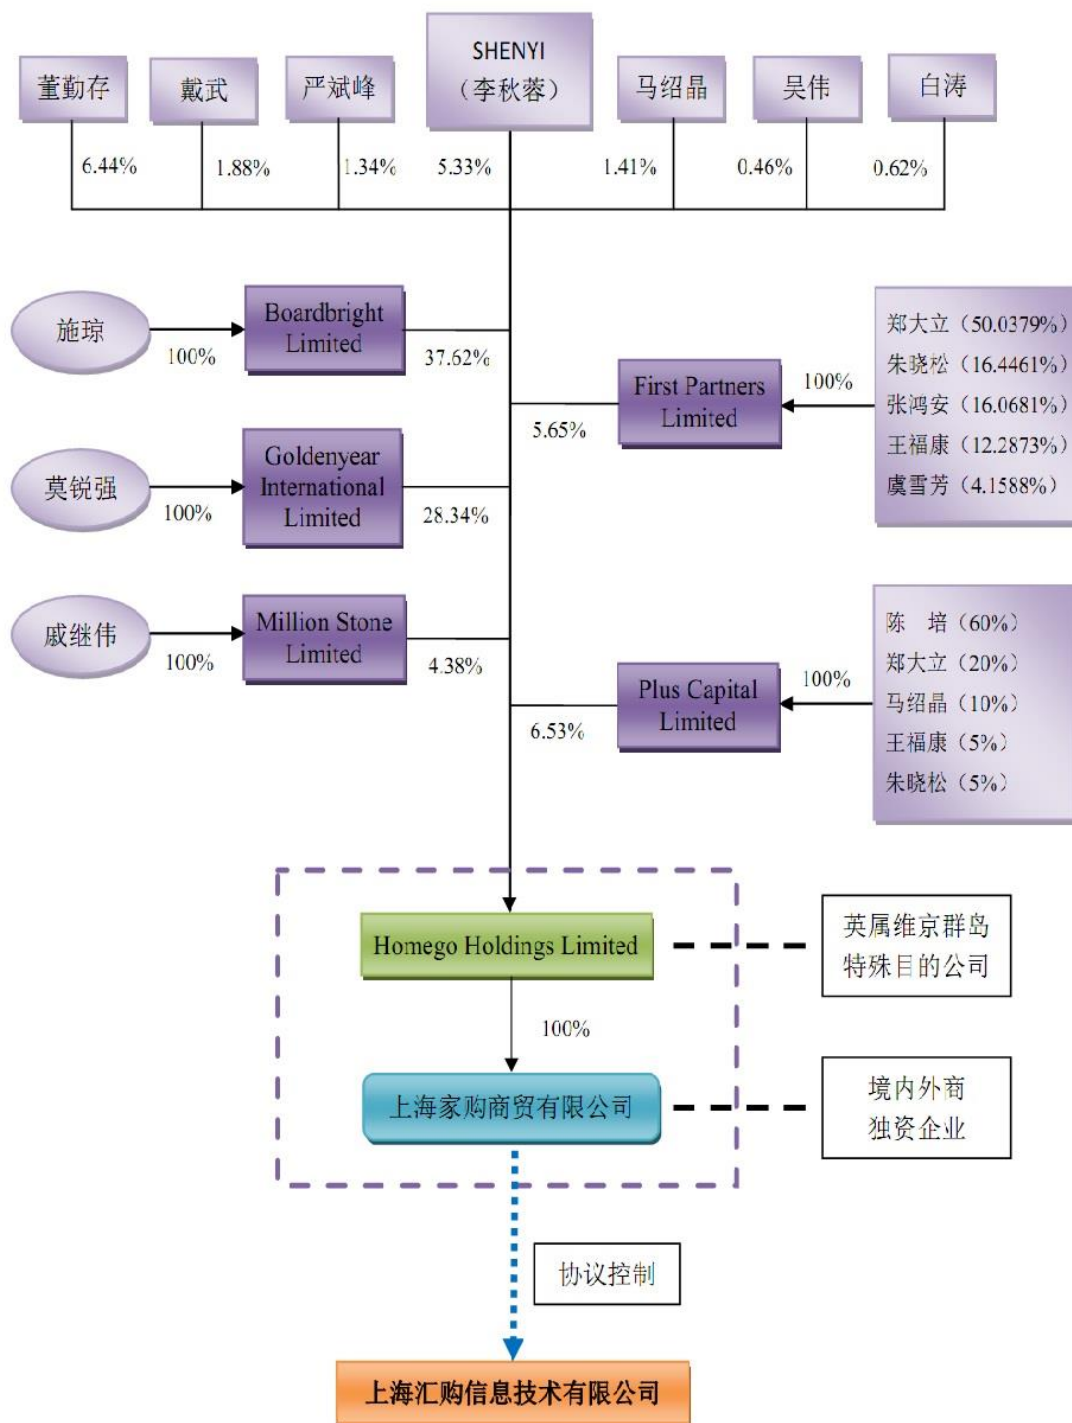 SHENYI
（李秋蓉）
董勤存
戴武
严斌峰
马绍晶
吴伟
白涛
6.44%
1.88%
1.34%
5.33%
1.41%
0.46%
0.62%
施琼
100%
Boardbright
Limited
37.62%
First Partners
Limited
5.65%
100%
郑大立（50.0379%）
朱晓松（16.4461%）
张鸿安（16.0681%）
王福康（12.2873%）
虞雪芳（4.1588%）
莫锐强
100%
Goldenyear
International
Limited
28.34%
戚继伟
100%
Million Stone
Limited
4.38%
Plus Capital
Limited
6.53%
100%
陈　培（60%）
郑大立（20%）
马绍晶（10%）
王福康（5%）
朱晓松（5%）
Homego Holdings Limited
英属维京群岛
特殊目的公司
100%
上海家购商贸有限公司
境内外商
独资企业
协议控制
上海汇购信息技术有限公司